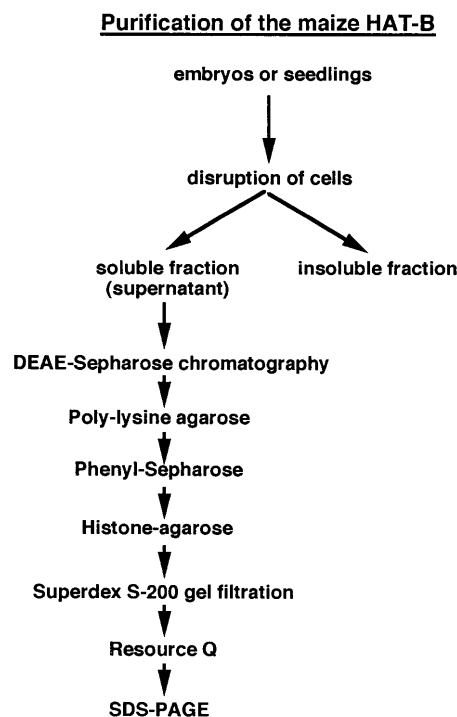 Purification of the maize HAT-B
embryos or seedlings
disruption of cells
soluble fraction
(supernatant)
insoluble fraction
DEAE-Sepharose chromatography
Poly-lysine agarose
Phenyl-Sepharose
Histone-agarose
Superdex S-200 gel filtration
Resource Q
SDS-PAGE